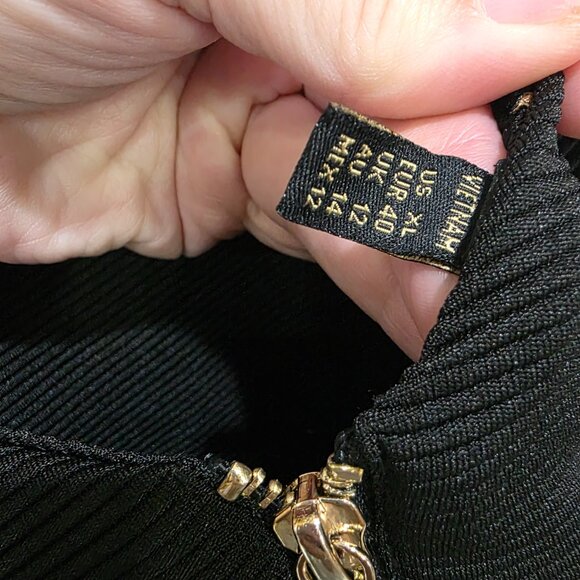 VIETNAM
US XL
EUR 40
UK 12
AU 14
MEX 12